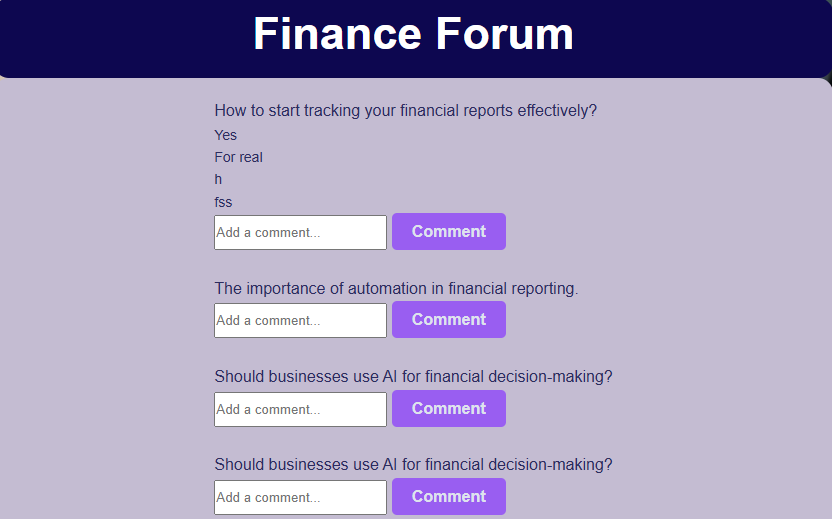 Finance Forum
How to start tracking your financial reports effectively?
Yes
For real
h
fss
Add a comment... Comment
The importance of automation in financial reporting.
Add a comment... Comment
Should businesses use AI for financial decision-making?
Add a comment... Comment
Should businesses use AI for financial decision-making?
Add a comment... Comment